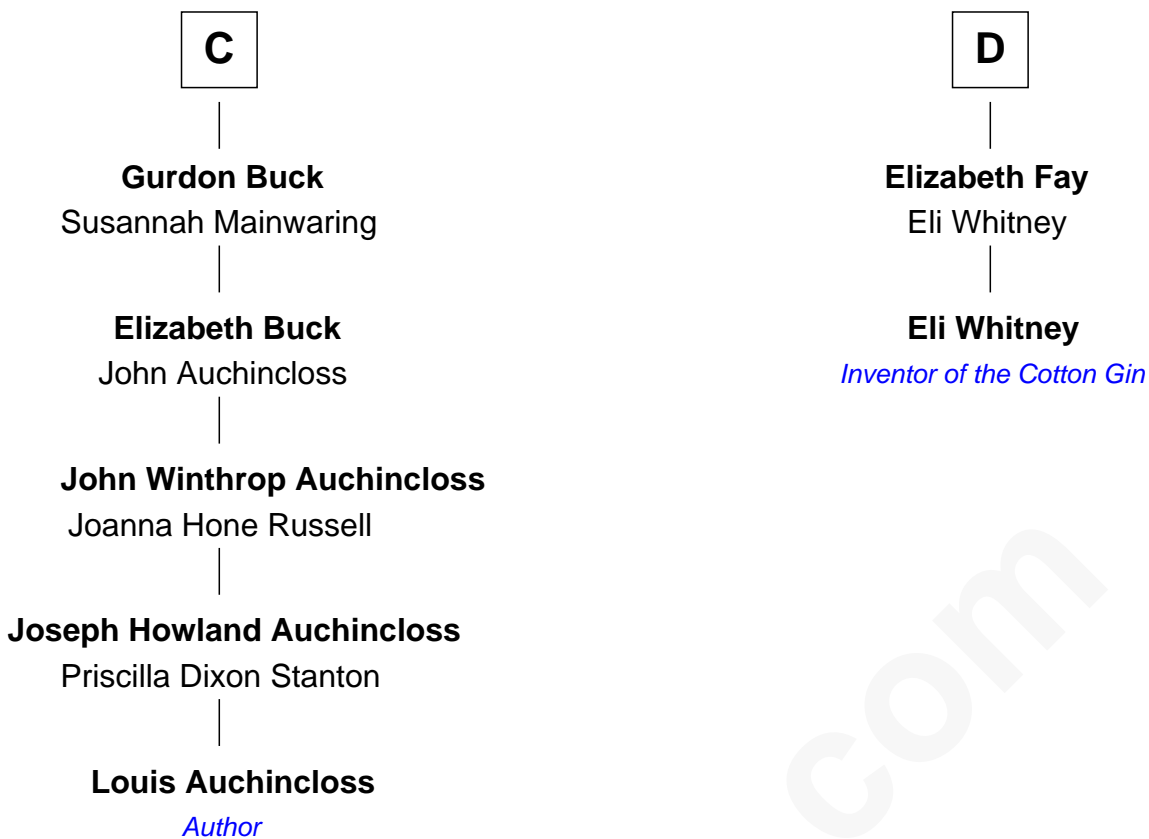 C
Gurdon Buck
Susannah Mainwaring
Elizabeth Buck
John Auchincloss
John Winthrop Auchincloss
Joanna Hone Russell
Joseph Howland Auchincloss
Priscilla Dixon Stanton
Louis Auchincloss
Author
D
Elizabeth Fay
Eli Whitney
Eli Whitney
Inventor of the Cotton Gin
com